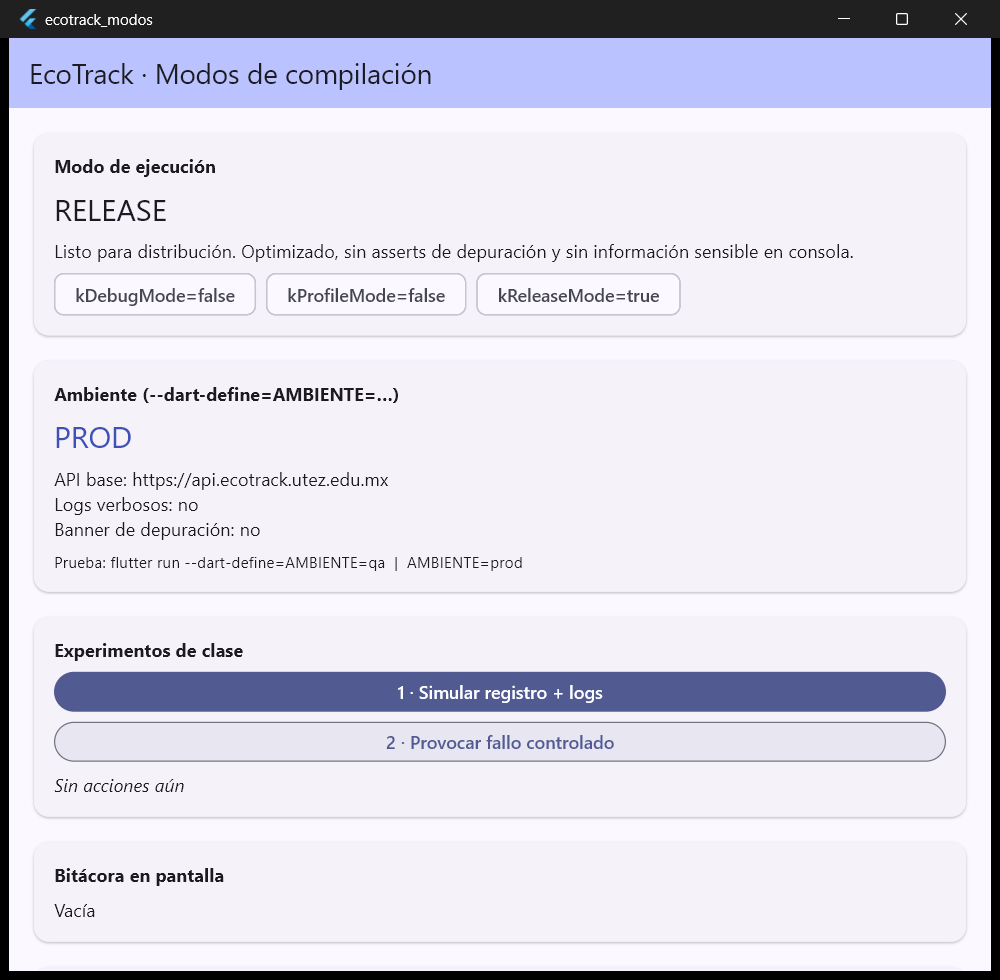 ecotrack_modos
EcoTrack · Modos de compilación
Modo de ejecución
RELEASE
Listo para distribución. Optimizado, sin asserts de depuración y sin información sensible en consola.
kDebugMode=false
kProfileMode=false
kReleaseMode=true
Ambiente (--dart-define=AMBIENTE=...)
PROD
API base: https://api.ecotrack.utez.edu.mx
Logs verbosos: no
Banner de depuración: no
Prueba: flutter run --dart-define=AMBIENTE=qa | AMBIENTE=prod
Experimentos de clase
1 · Simular registro + logs
2 · Provocar fallo controlado
Sin acciones aún
Bitácora en pantalla
Vacía